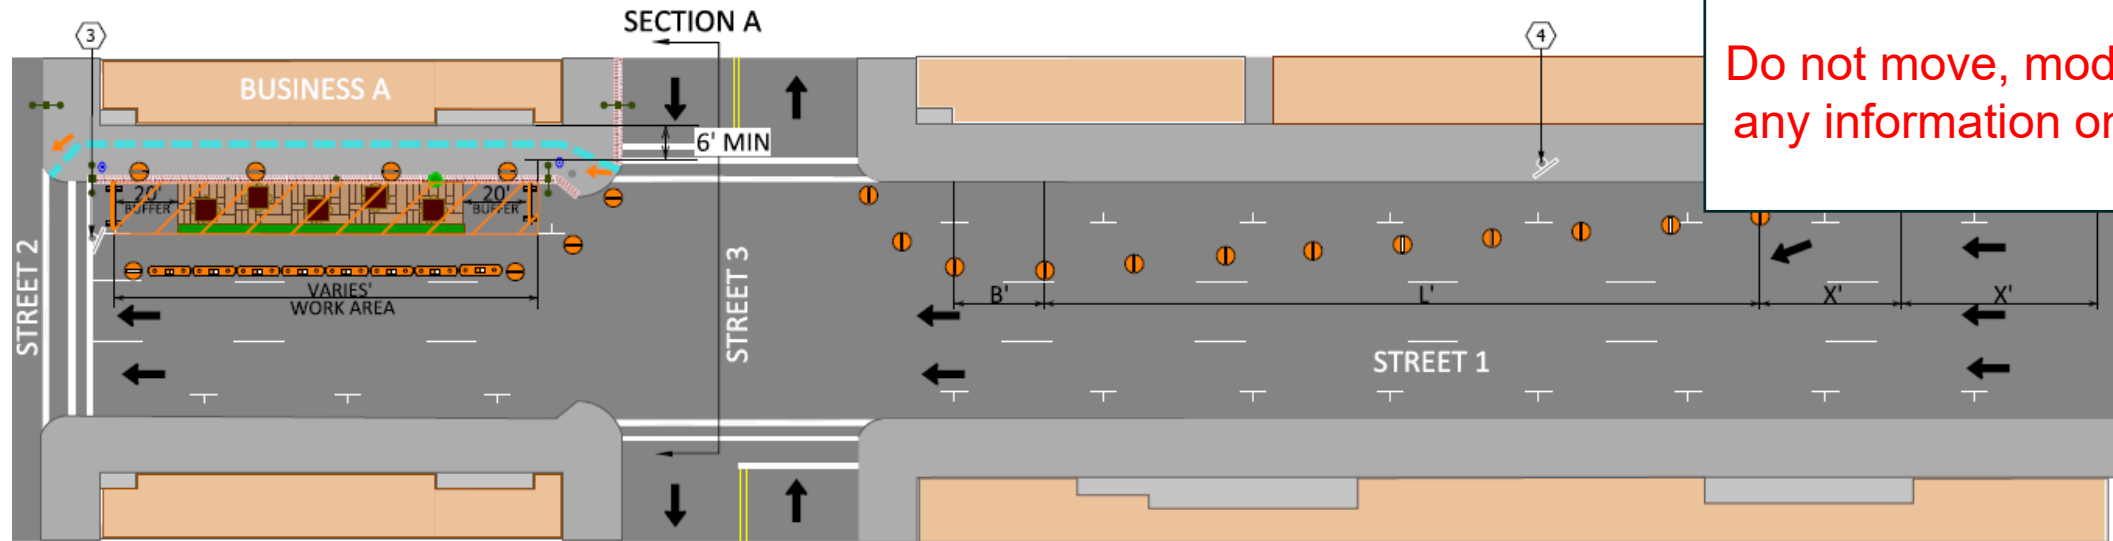 SECTION A
3
4
Do not move, mod
any information or
BUSINESS A
6' MIN
20'
BUFFER
20'
BUFFER
STREET 2
VARIES'
WORK AREA
STREET 3
B'
L'
X'
X'
STREET 1